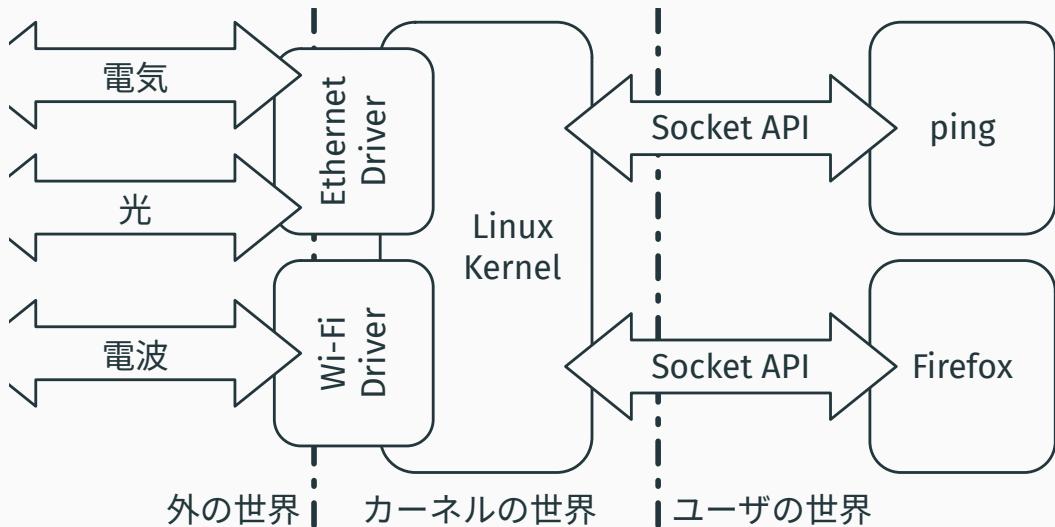 電気
光
電波
Ethernet
Driver
Wi-Fi
Driver
Linux
Kernel
Socket API
Socket API
ping
Firefox
外の世界
カーネルの世界
ユーザの世界